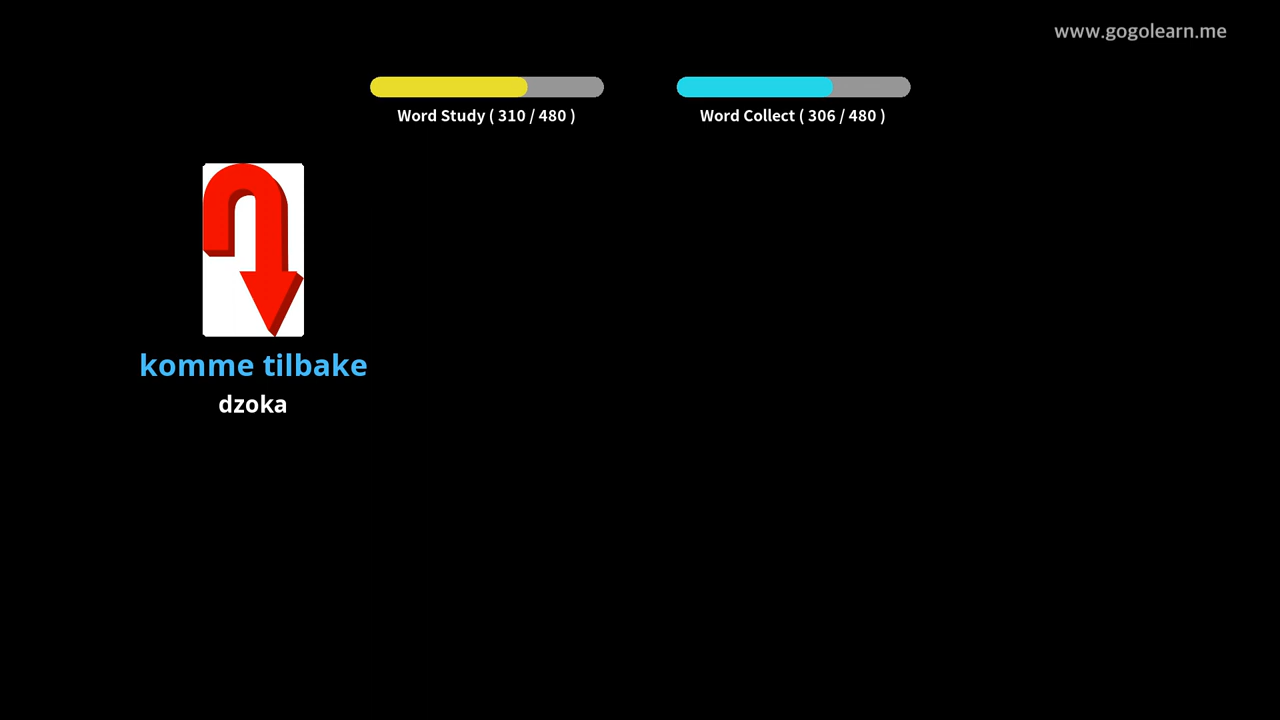 www.gogolearn.me
Word Study ( 310 / 480 )
Word Collect ( 306 / 480 )
komme tilbake
dzoka